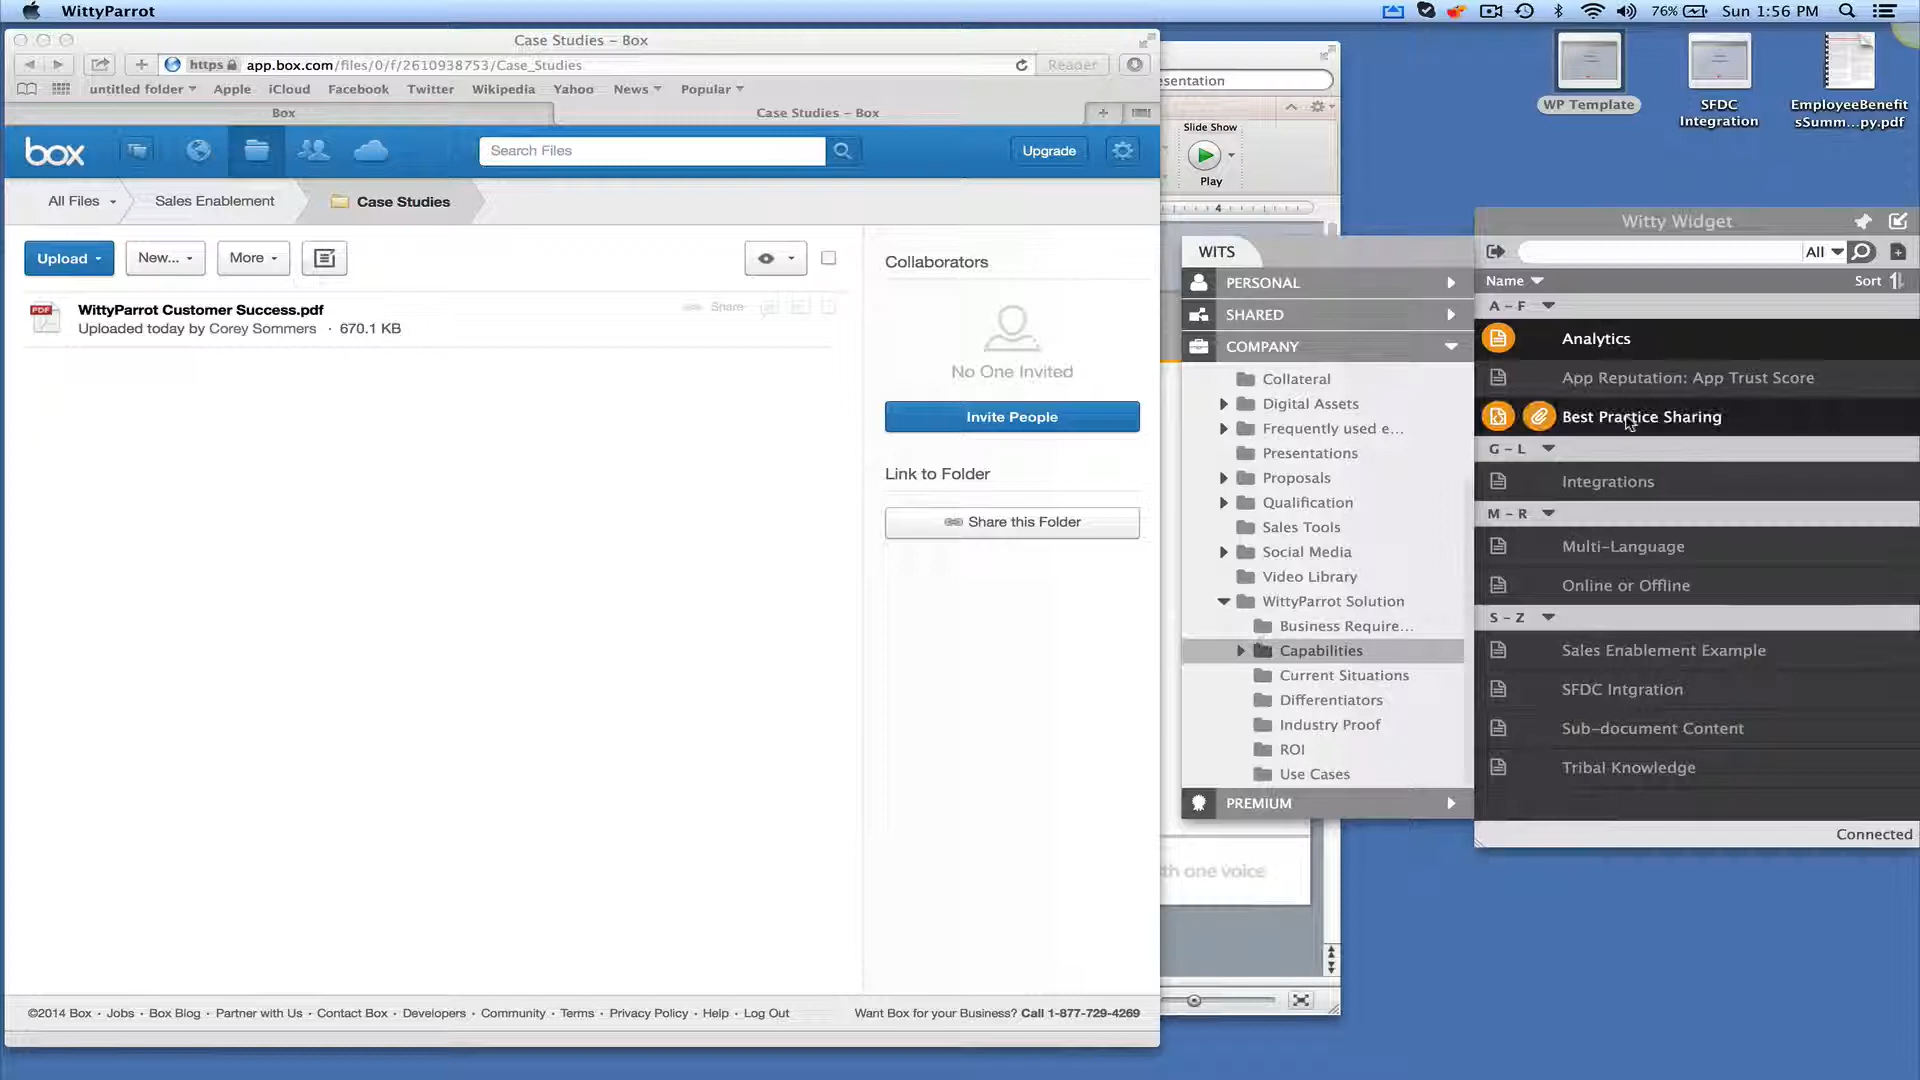 WittyParrot
76%
Sun 1:56 PM
Case Studies – Box
https app.box.com/files/0/f/2610938753/Case_Studies
Reader
untitled folder Apple iCloud Facebook Twitter Wikipedia Yahoo News Popular
Box
Case Studies – Box
box
Search Files
Upgrade
All Files
Sales Enablement
Case Studies
Upload
New...
More
PDF
WittyParrot Customer Success.pdf
Uploaded today by Corey Sommers · 670.1 KB
Share
Collaborators
No One Invited
Invite People
Link to Folder
Share this Folder
©2014 Box · Jobs · Box Blog · Partner with Us · Contact Box · Developers · Community · Terms · Privacy Policy · Help · Log Out
Want Box for your Business? Call 1-877-729-4269
esentation
Slide Show
Play
4
th one voice
WITS
PERSONAL
SHARED
COMPANY
Collateral
Digital Assets
Frequently used e...
Presentations
Proposals
Qualification
Sales Tools
Social Media
Video Library
WittyParrot Solution
Business Require...
Capabilities
Current Situations
Differentiators
Industry Proof
ROI
Use Cases
PREMIUM
WP Template
SFDC
Integration
EmployeeBenefit
sSumm...py.pdf
Witty Widget
All
Name
Sort
A – F
Analytics
App Reputation: App Trust Score
Best Practice Sharing
G – L
Integrations
M – R
Multi-Language
Online or Offline
S – Z
Sales Enablement Example
SFDC Intgration
Sub-document Content
Tribal Knowledge
Connected